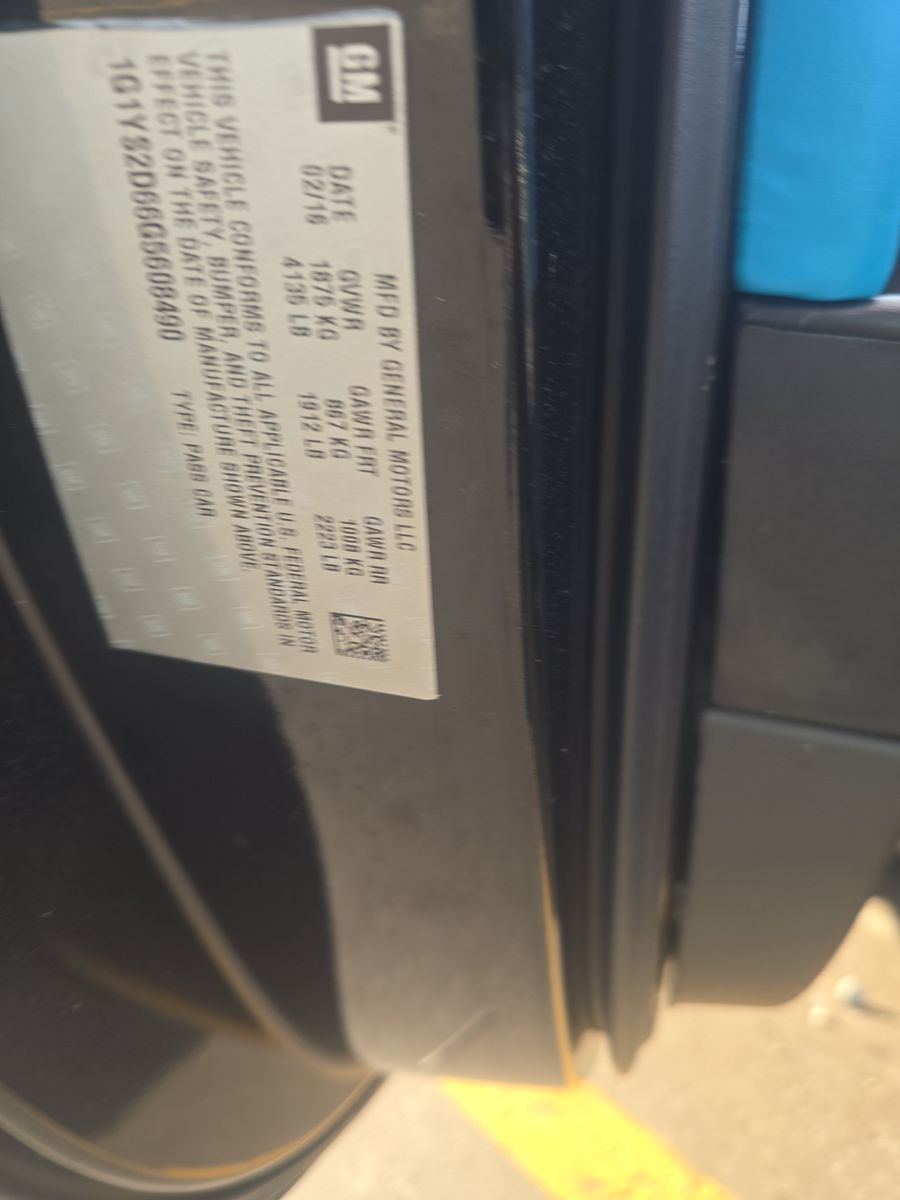 GM
MFD BY GENERAL MOTORS LLC
DATE GVWR GAWR FRT GAWR RR
02/16 1875 KG 867 KG 1008 KG
4135 LB 1912 LB 2223 LB
THIS VEHICLE CONFORMS TO ALL APPLICABLE U.S. FEDERAL MOTOR
VEHICLE SAFETY, BUMPER, AND THEFT PREVENTION STANDARDS IN
EFFECT ON THE DATE OF MANUFACTURE SHOWN ABOVE.
1G1YS2D66G5608490 TYPE: PASS CAR